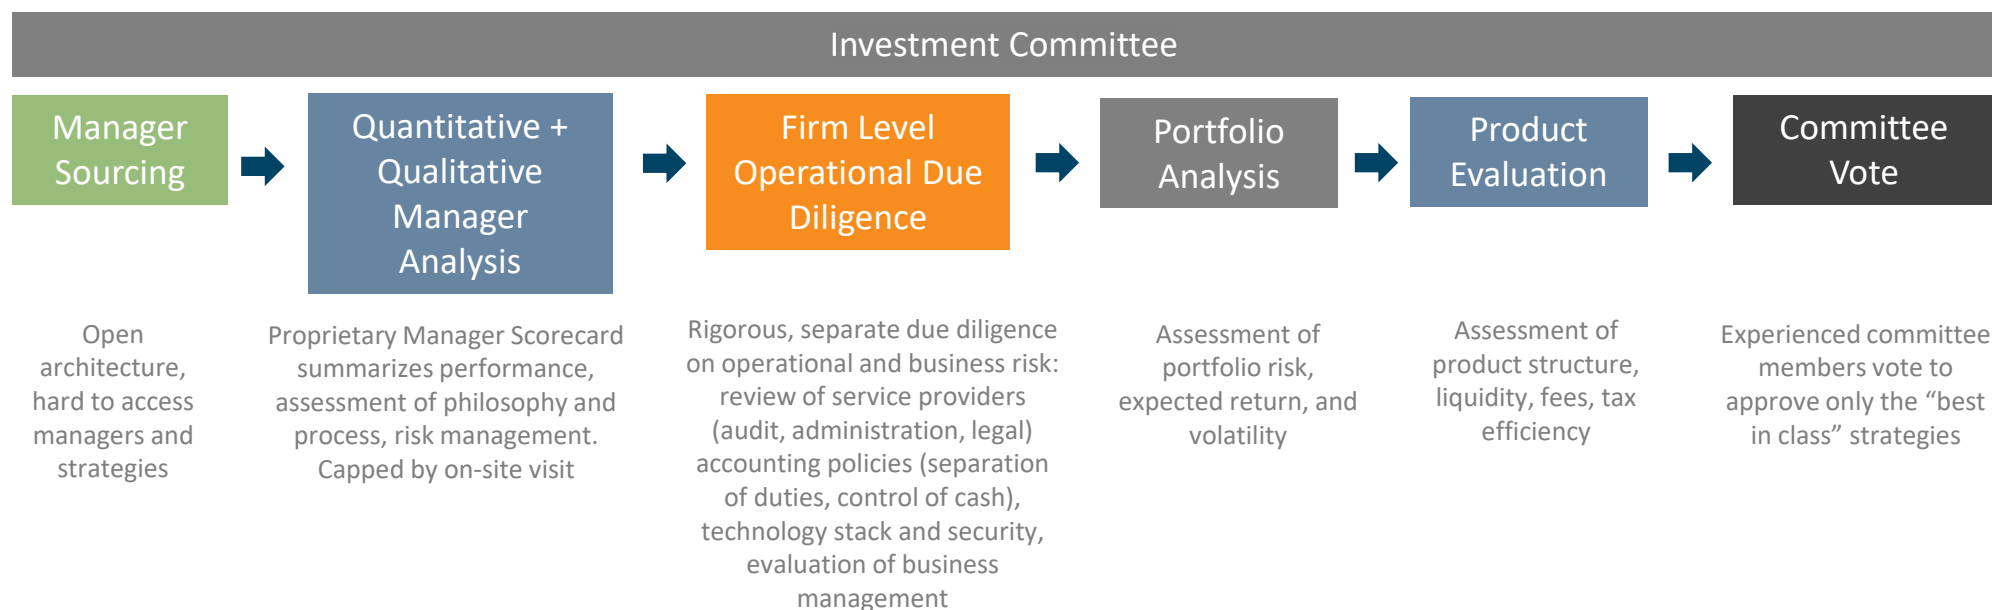 Investment Committee
Manager
Sourcing
Quantitative +
Qualitative
Manager
Analysis
Firm Level
Operational Due
Diligence
Portfolio
Analysis
Product
Evaluation
Committee
Vote
Open
architecture,
hard to access
managers and
strategies
Proprietary Manager Scorecard
summarizes performance,
assessment of philosophy and
process, risk management.
Capped by on-site visit
Rigorous, separate due diligence
on operational and business risk:
review of service providers
(audit, administration, legal)
accounting policies (separation
of duties, control of cash),
technology stack and security,
evaluation of business
management
Assessment of
portfolio risk,
expected return, and
volatility
Assessment of
product structure,
liquidity, fees, tax
efficiency
Experienced committee
members vote to
approve only the “best
in class” strategies